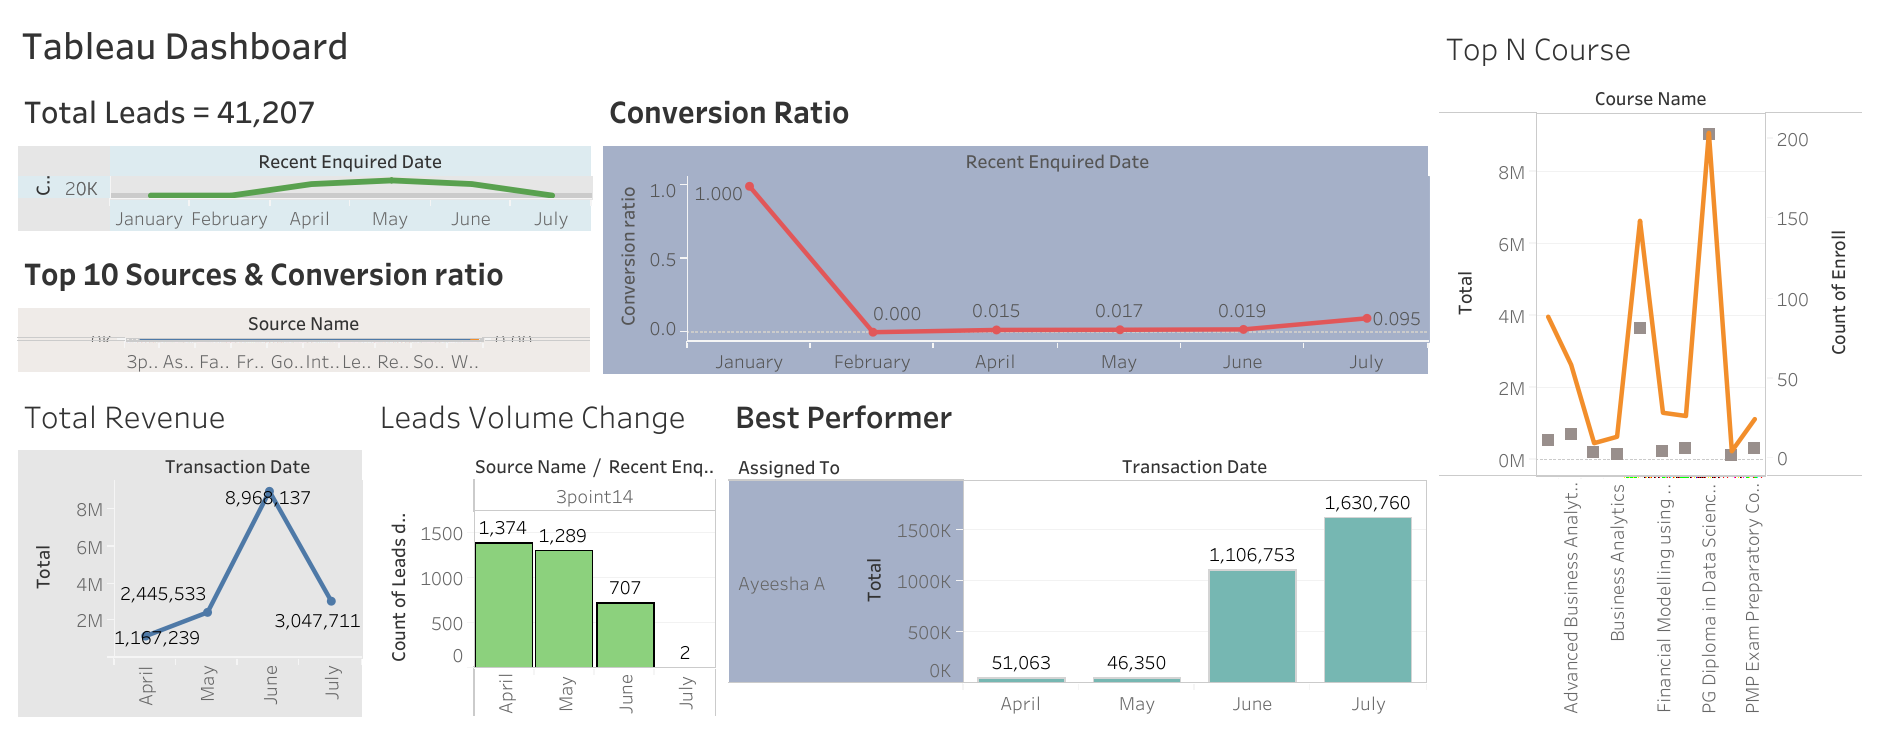 Tableau Dashboard
Total Leads = 41,207
Recent Enquired Date
C..
20K
January February April May June July
Top 10 Sources & Conversion ratio
Source Name
3p.. As.. Fa.. Fr.. Go.. Int.. Le.. Re.. So.. W..
Conversion Ratio
Recent Enquired Date
Conversion ratio
1.0
0.5
0.0
1.000
0.000
0.015
0.017
0.019
0.095
January February April May June July
Total Revenue
Transaction Date
Total
8M
6M
4M
2M
1,167,239
2,445,533
8,968,137
3,047,711
April May June July
Leads Volume Change
Source Name / Recent Enq..
3point14
Count of Leads d..
1500
1000
500
0
1,374
1,289
707
2
April May June July
Best Performer
Assigned To
Transaction Date
Ayeesha A
Total
1500K
1000K
500K
0K
51,063
46,350
1,106,753
1,630,760
April May June July
Top N Course
Course Name
Total
8M
6M
4M
2M
0M
200
150
100
50
0
Count of Enroll
Advanced Business Analyt..
Business Analytics
Financial Modelling using ..
PG Diploma in Data Scienc..
PMP Exam Preparatory Co..